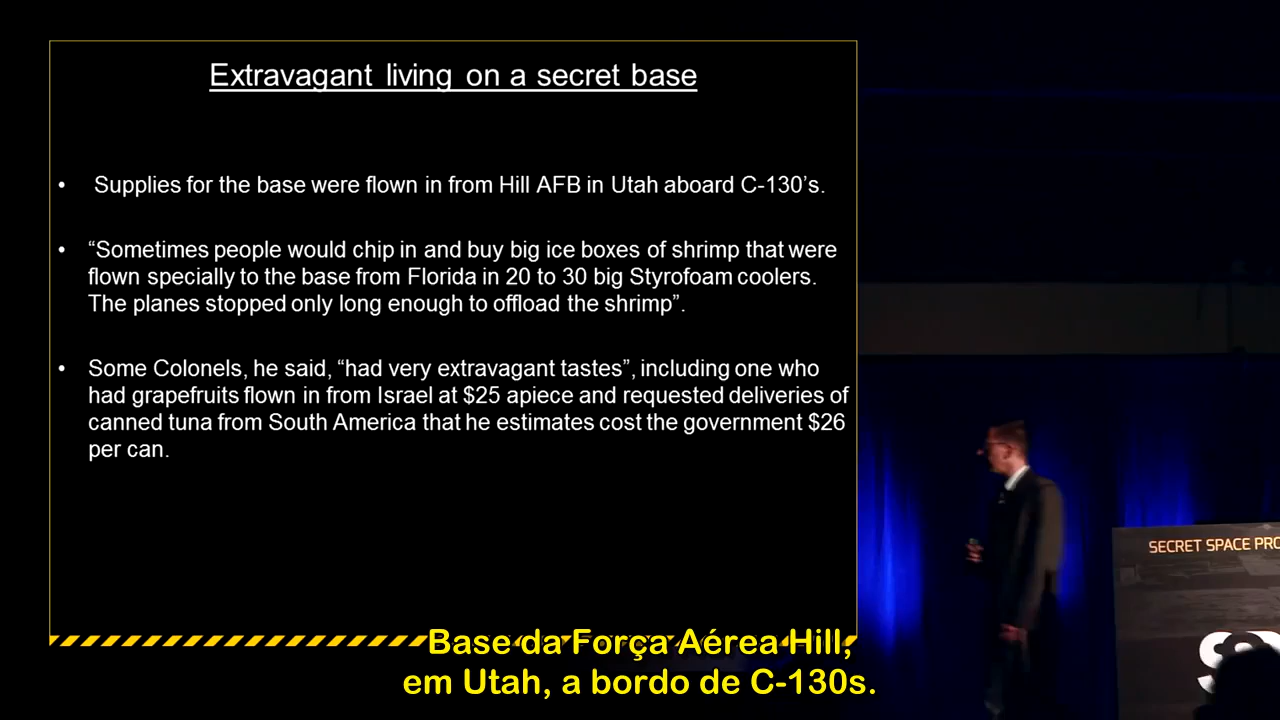 Extravagant living on a secret base
• Supplies for the base were flown in from Hill AFB in Utah aboard C-130’s.
• “Sometimes people would chip in and buy big ice boxes of shrimp that were
flown specially to the base from Florida in 20 to 30 big Styrofoam coolers.
The planes stopped only long enough to offload the shrimp”.
• Some Colonels, he said, “had very extravagant tastes”, including one who
had grapefruits flown in from Israel at $25 apiece and requested deliveries of
canned tuna from South America that he estimates cost the government $26
per can.
SECRET SPACE PRO
Base da Força Aérea Hill,
em Utah, a bordo de C-130s.